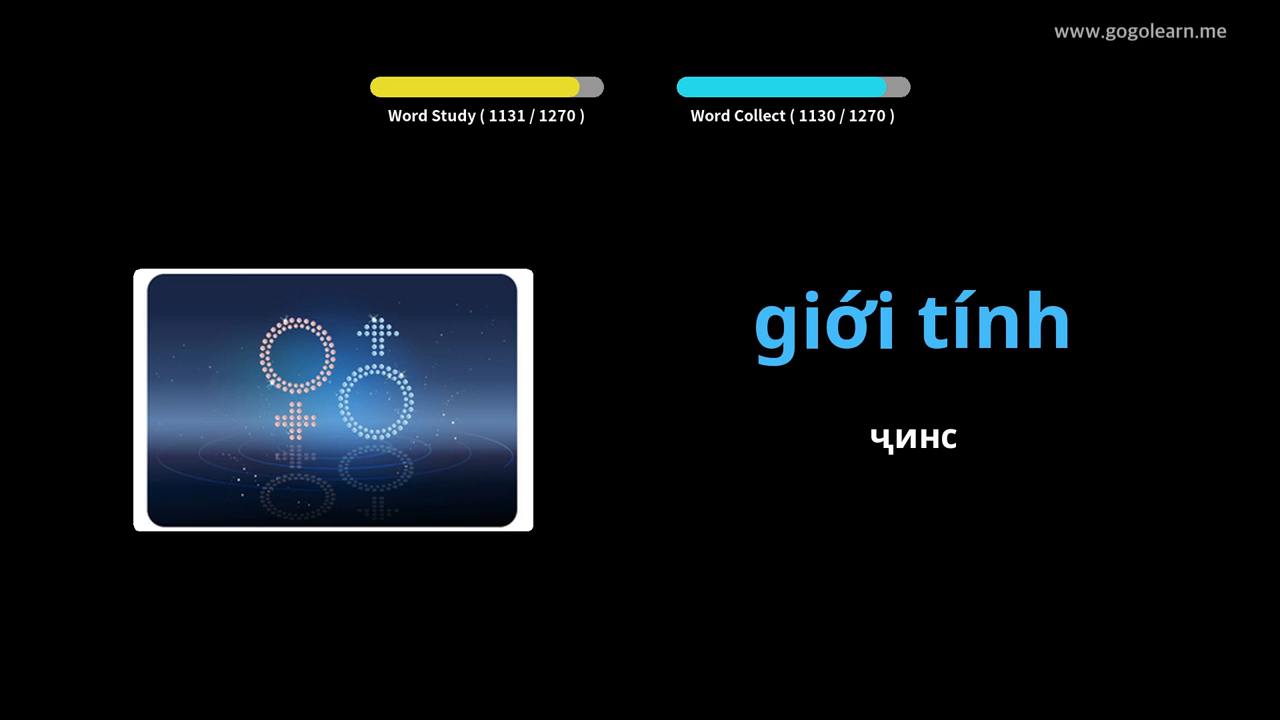 www.gogolearn.me
Word Study ( 1131 / 1270 )
Word Collect ( 1130 / 1270 )
giới tính
ҷинс